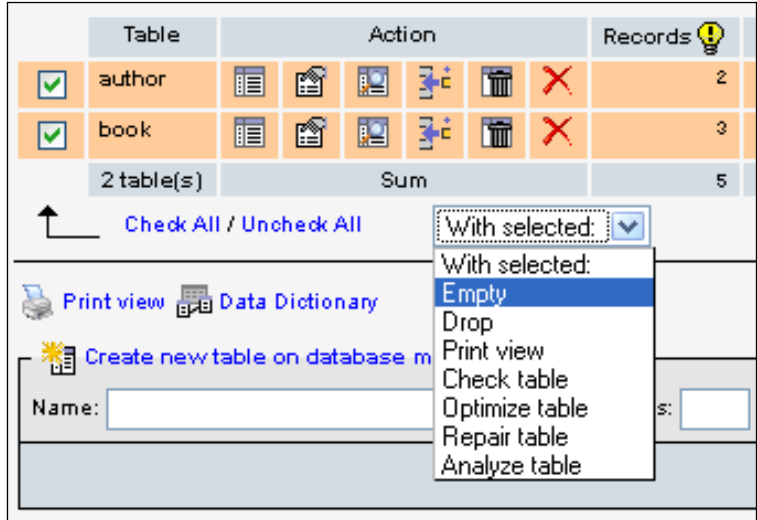 Table Action Records
author 2
book 3
2 table(s) Sum 5
Check All / Uncheck All With selected:
With selected:
Empty
Drop
Print view
Check table
Optimize table
Repair table
Analyze table
Print view Data Dictionary
Create new table on database m
Name: s: